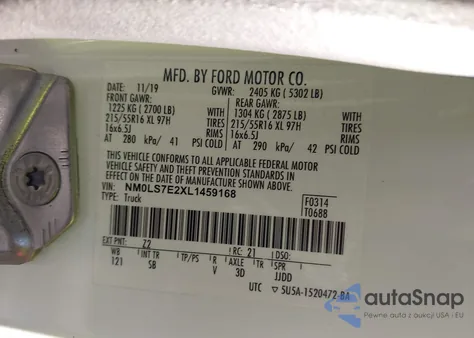 MFD. BY FORD MOTOR CO.
DATE: 11/19 GVWR: 2405 KG ( 5302 LB)
FRONT GAWR: REAR GAWR:
1225 KG ( 2700 LB) 1304 KG ( 2875 LB)
215/55R16 XL 97H TIRES 215/55R16 XL 97H TIRES
16x6.5J RIMS 16x6.5J RIMS
AT 280 kPa/ 41 PSI COLD AT 290 kPa/ 42 PSI COLD
THIS VEHICLE CONFORMS TO ALL APPLICABLE FEDERAL MOTOR
VEHICLE SAFETY AND THEFT PREVENTION STANDARDS IN
EFFECT ON THE DATE OF MANUFACTURE SHOWN ABOVE.
VIN: NM0LS7E2XL1459168 F0314
TYPE: Truck T0688
EXT PNT: Z2 RC: 21 DSO:
WB INT TR TP/PS R AXLE TR SPR
121 SB V 3D JJDD
UTC 5U5A-1520472-BA
autoSnap
Pewne auta z aukcji USA i EU